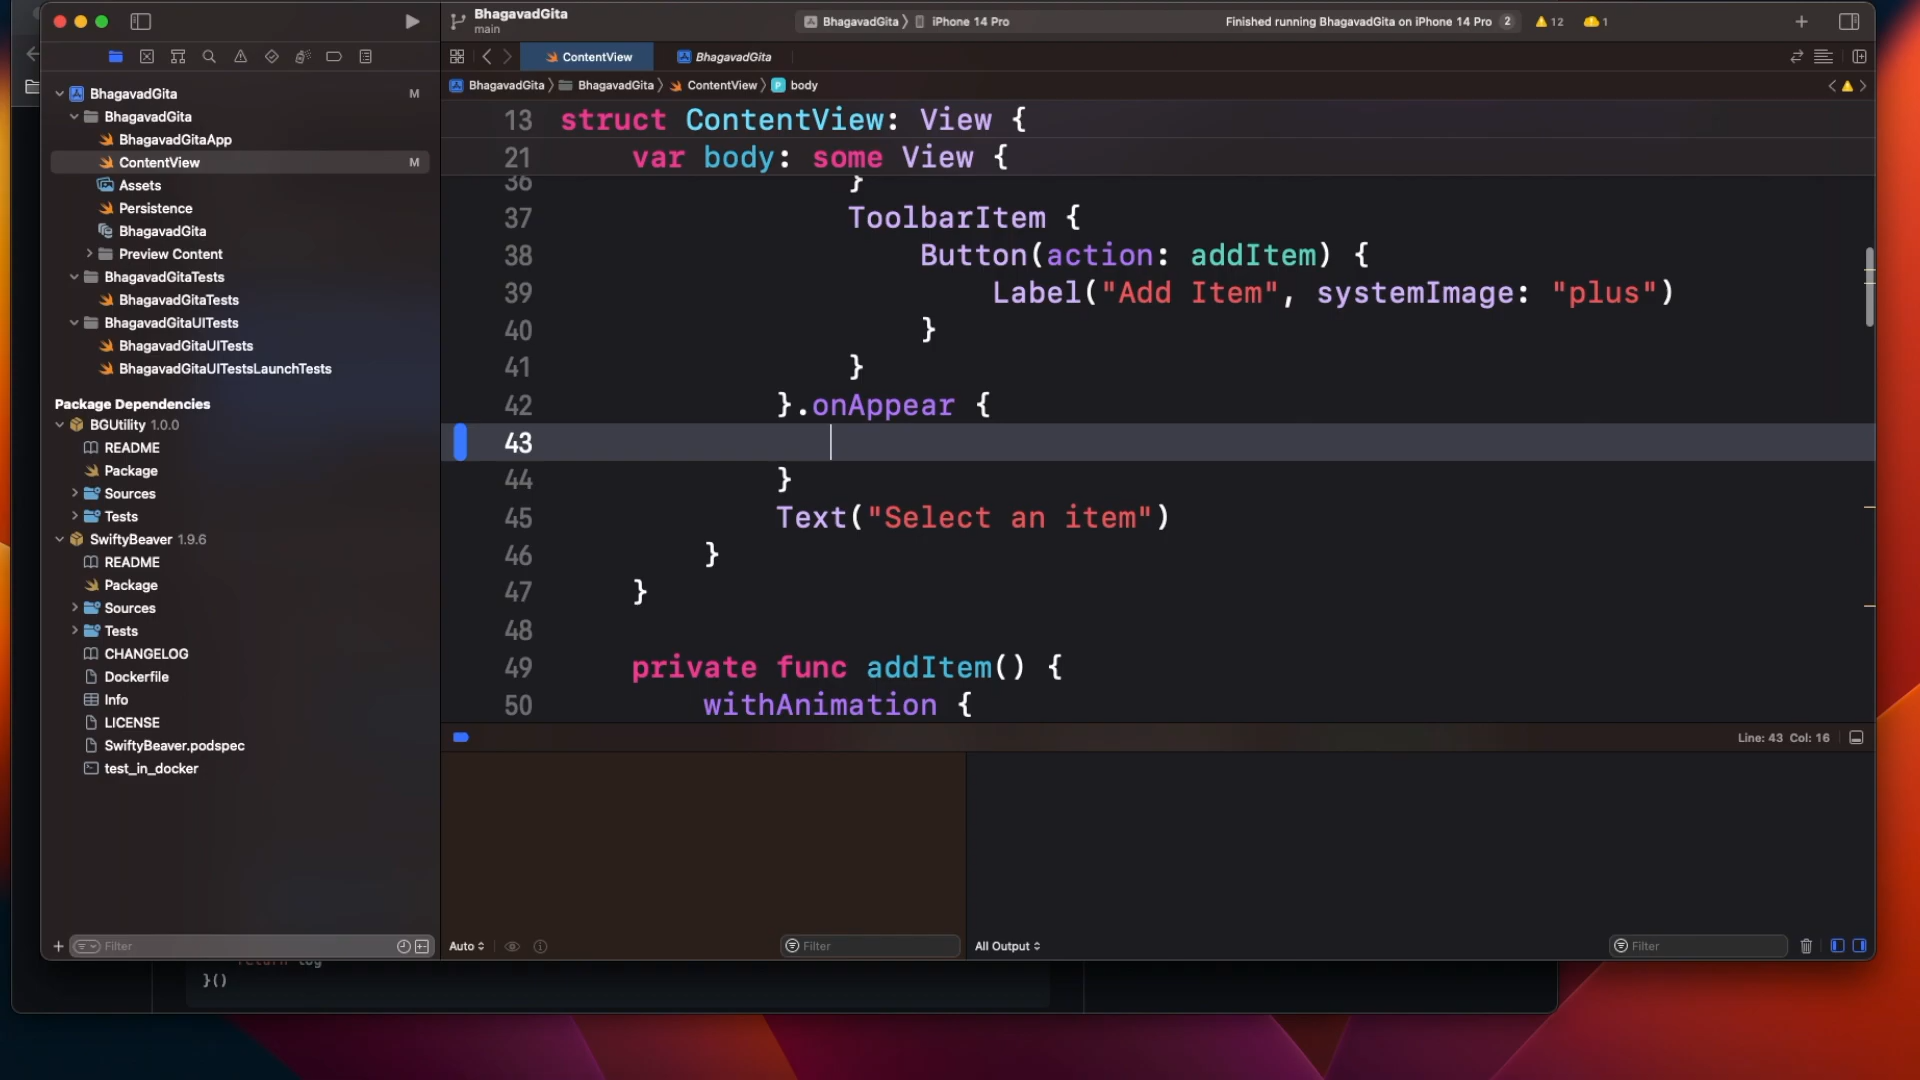 BhagavadGita
main
BhagavadGita
iPhone 14 Pro
Finished running BhagavadGita on iPhone 14 Pro
2
12
1
ContentView
BhagavadGita
BhagavadGita
BhagavadGita
ContentView
body
BhagavadGita
M
BhagavadGita
BhagavadGitaApp
ContentView
M
Assets
Persistence
BhagavadGita
Preview Content
BhagavadGitaTests
BhagavadGitaTests
BhagavadGitaUITests
BhagavadGitaUITests
BhagavadGitaUITestsLaunchTests
Package Dependencies
BGUtility 1.0.0
README
Package
Sources
Tests
SwiftyBeaver 1.9.6
README
Package
Sources
Tests
CHANGELOG
Dockerfile
Info
LICENSE
SwiftyBeaver.podspec
test_in_docker
Filter
13 struct ContentView: View {
21 var body: some View {
36 }
37 ToolbarItem {
38 Button(action: addItem) {
39 Label("Add Item", systemImage: "plus")
40 }
41 }
42 }.onAppear {
43
44 }
45 Text("Select an item")
46 }
47 }
48
49 private func addItem() {
50 withAnimation {
Line: 43 Col: 16
Auto
Filter
All Output
Filter
}()